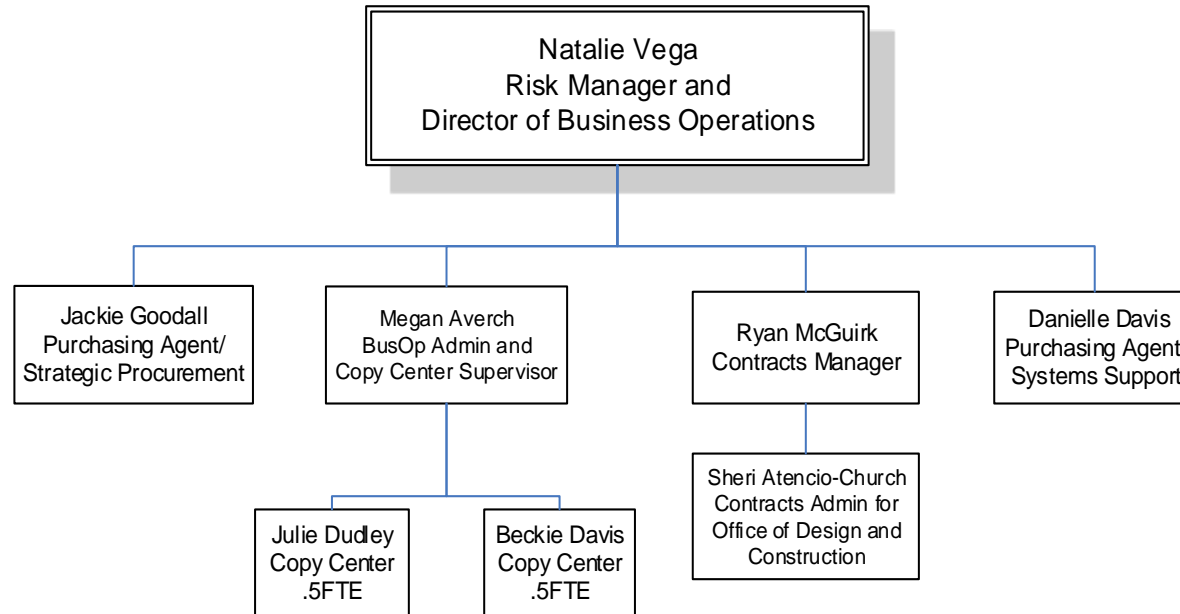 Natalie Vega
Risk Manager and
Director of Business Operations
Jackie Goodall
Purchasing Agent/
Strategic Procurement
Megan Averch
BusOp Admin and
Copy Center Supervisor
Ryan McGuirk
Contracts Manager
Danielle Davis
Purchasing Agent
Systems Support
Julie Dudley
Copy Center
.5FTE
Beckie Davis
Copy Center
.5FTE
Sheri Atencio-Church
Contracts Admin for
Office of Design and
Construction